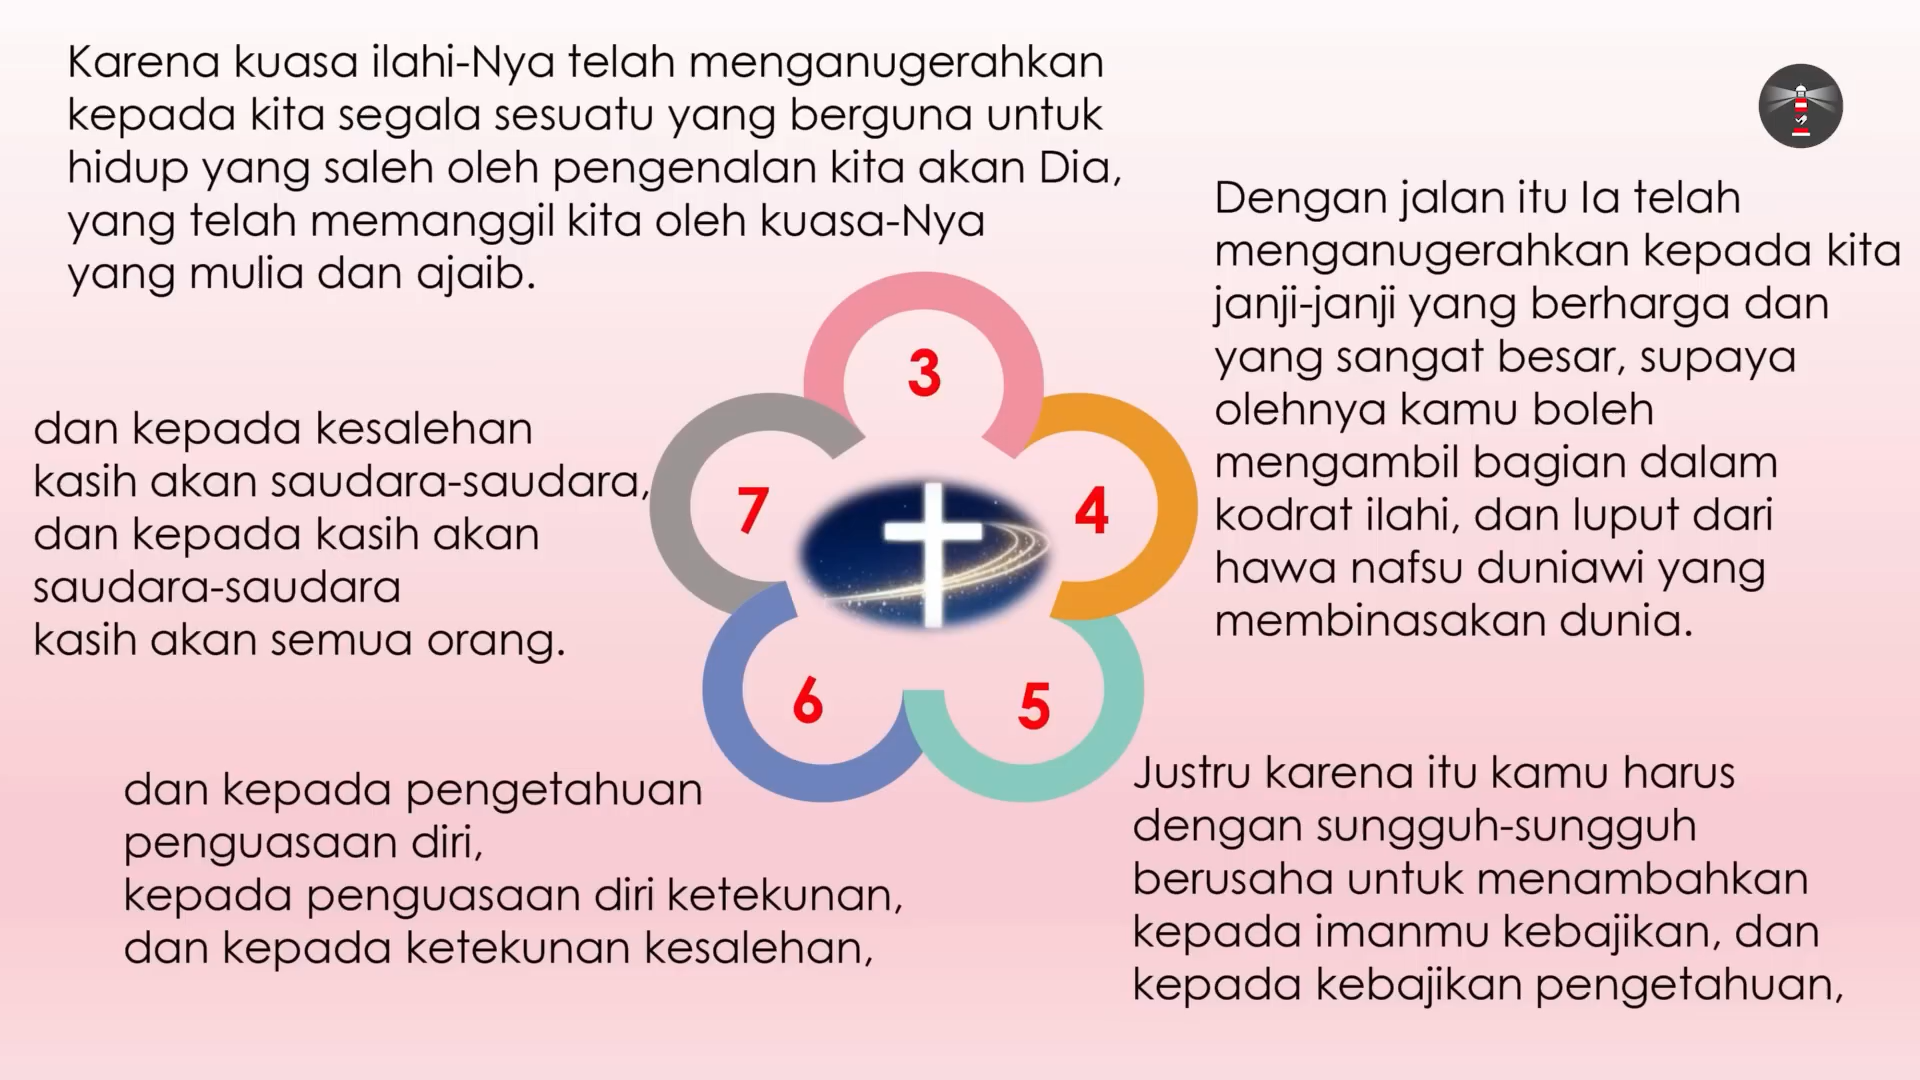 Karena kuasa ilahi-Nya telah menganugerahkan
kepada kita segala sesuatu yang berguna untuk
hidup yang saleh oleh pengenalan kita akan Dia,
yang telah memanggil kita oleh kuasa-Nya
yang mulia dan ajaib.
3
Dengan jalan itu Ia telah
menganugerahkan kepada kita
janji-janji yang berharga dan
yang sangat besar, supaya
olehnya kamu boleh
mengambil bagian dalam
kodrat ilahi, dan luput dari
hawa nafsu duniawi yang
membinasakan dunia.
4
Justru karena itu kamu harus
dengan sungguh-sungguh
berusaha untuk menambahkan
kepada imanmu kebajikan, dan
kepada kebajikan pengetahuan,
5
dan kepada pengetahuan
penguasaan diri,
kepada penguasaan diri ketekunan,
dan kepada ketekunan kesalehan,
6
dan kepada kesalehan
kasih akan saudara-saudara,
dan kepada kasih akan
saudara-saudara
kasih akan semua orang.
7